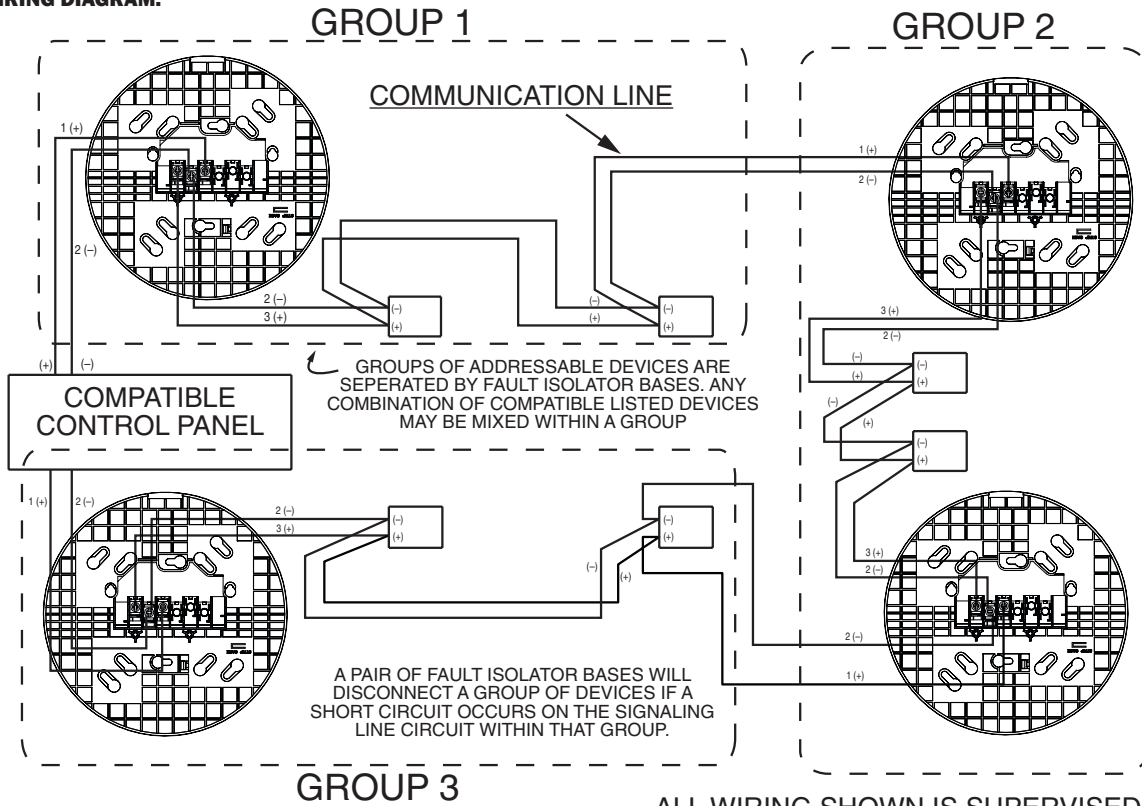 WIRING DIAGRAM:
GROUP 1
GROUP 2
COMMUNICATION LINE
1 (+)
2 (–)
2 (–)
3 (+)
(–)
(+)
(–)
(+)
(–)
(+)
1 (+)
2 (–)
3 (+)
2 (–)
(–)
(+)
(–)
(+)
(–)
(+)
(–)
(+)
3 (+)
2 (–)
(+)
(–)
COMPATIBLE
CONTROL PANEL
GROUPS OF ADDRESSABLE DEVICES ARE
SEPERATED BY FAULT ISOLATOR BASES. ANY
COMBINATION OF COMPATIBLE LISTED DEVICES
MAY BE MIXED WITHIN A GROUP
1 (+)
2 (–)
2 (–)
3 (+)
(–)
(+)
(–)
(+)
(–)
(+)
2 (–)
1 (+)
A PAIR OF FAULT ISOLATOR BASES WILL
DISCONNECT A GROUP OF DEVICES IF A
SHORT CIRCUIT OCCURS ON THE SIGNALING
LINE CIRCUIT WITHIN THAT GROUP.
GROUP 3
ALL WIRING SHOWN IS SUPERVISED